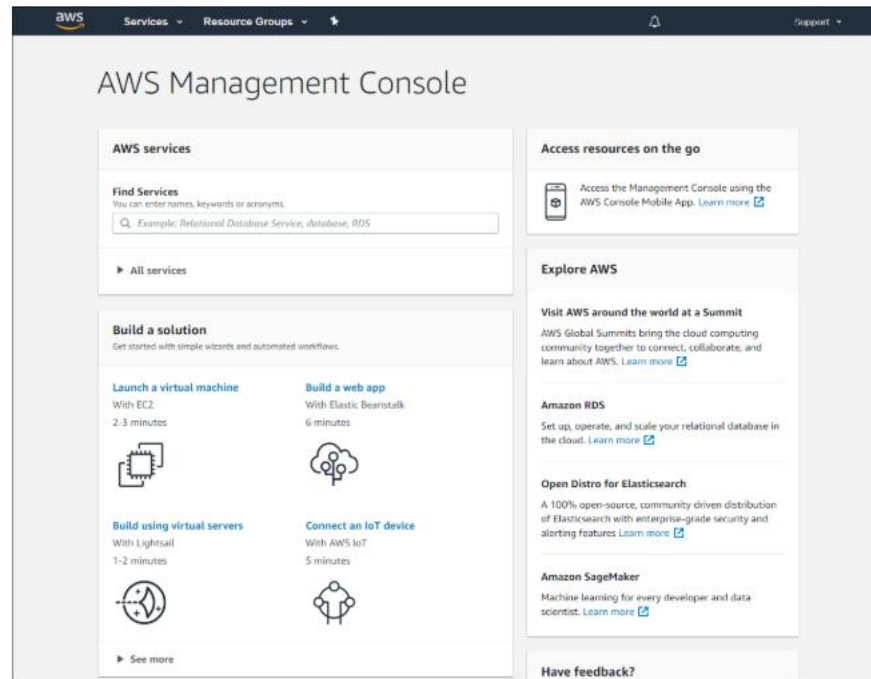 aws
Services
Resource Groups
Support
AWS Management Console
AWS services
Find Services
You can enter names, keywords or acronyms.
Example: Relational Database Service, database, RDS
All services
Build a solution
Get started with simple wizards and automated workflows.
Launch a virtual machine
With EC2
2-3 minutes
Build a web app
With Elastic Beanstalk
6 minutes
Build using virtual servers
With Lightsail
1-2 minutes
Connect an IoT device
With AWS IoT
5 minutes
See more
Access resources on the go
Access the Management Console using the
AWS Console Mobile App. Learn more
Explore AWS
Visit AWS around the world at a Summit
AWS Global Summits bring the cloud computing
community together to connect, collaborate, and
learn about AWS. Learn more
Amazon RDS
Set up, operate, and scale your relational database in
the cloud. Learn more
Open Distro for Elasticsearch
A 100% open-source, community driven distribution
of Elasticsearch with enterprise-grade security and
alerting features Learn more
Amazon SageMaker
Machine learning for every developer and data
scientist. Learn more
Have feedback?